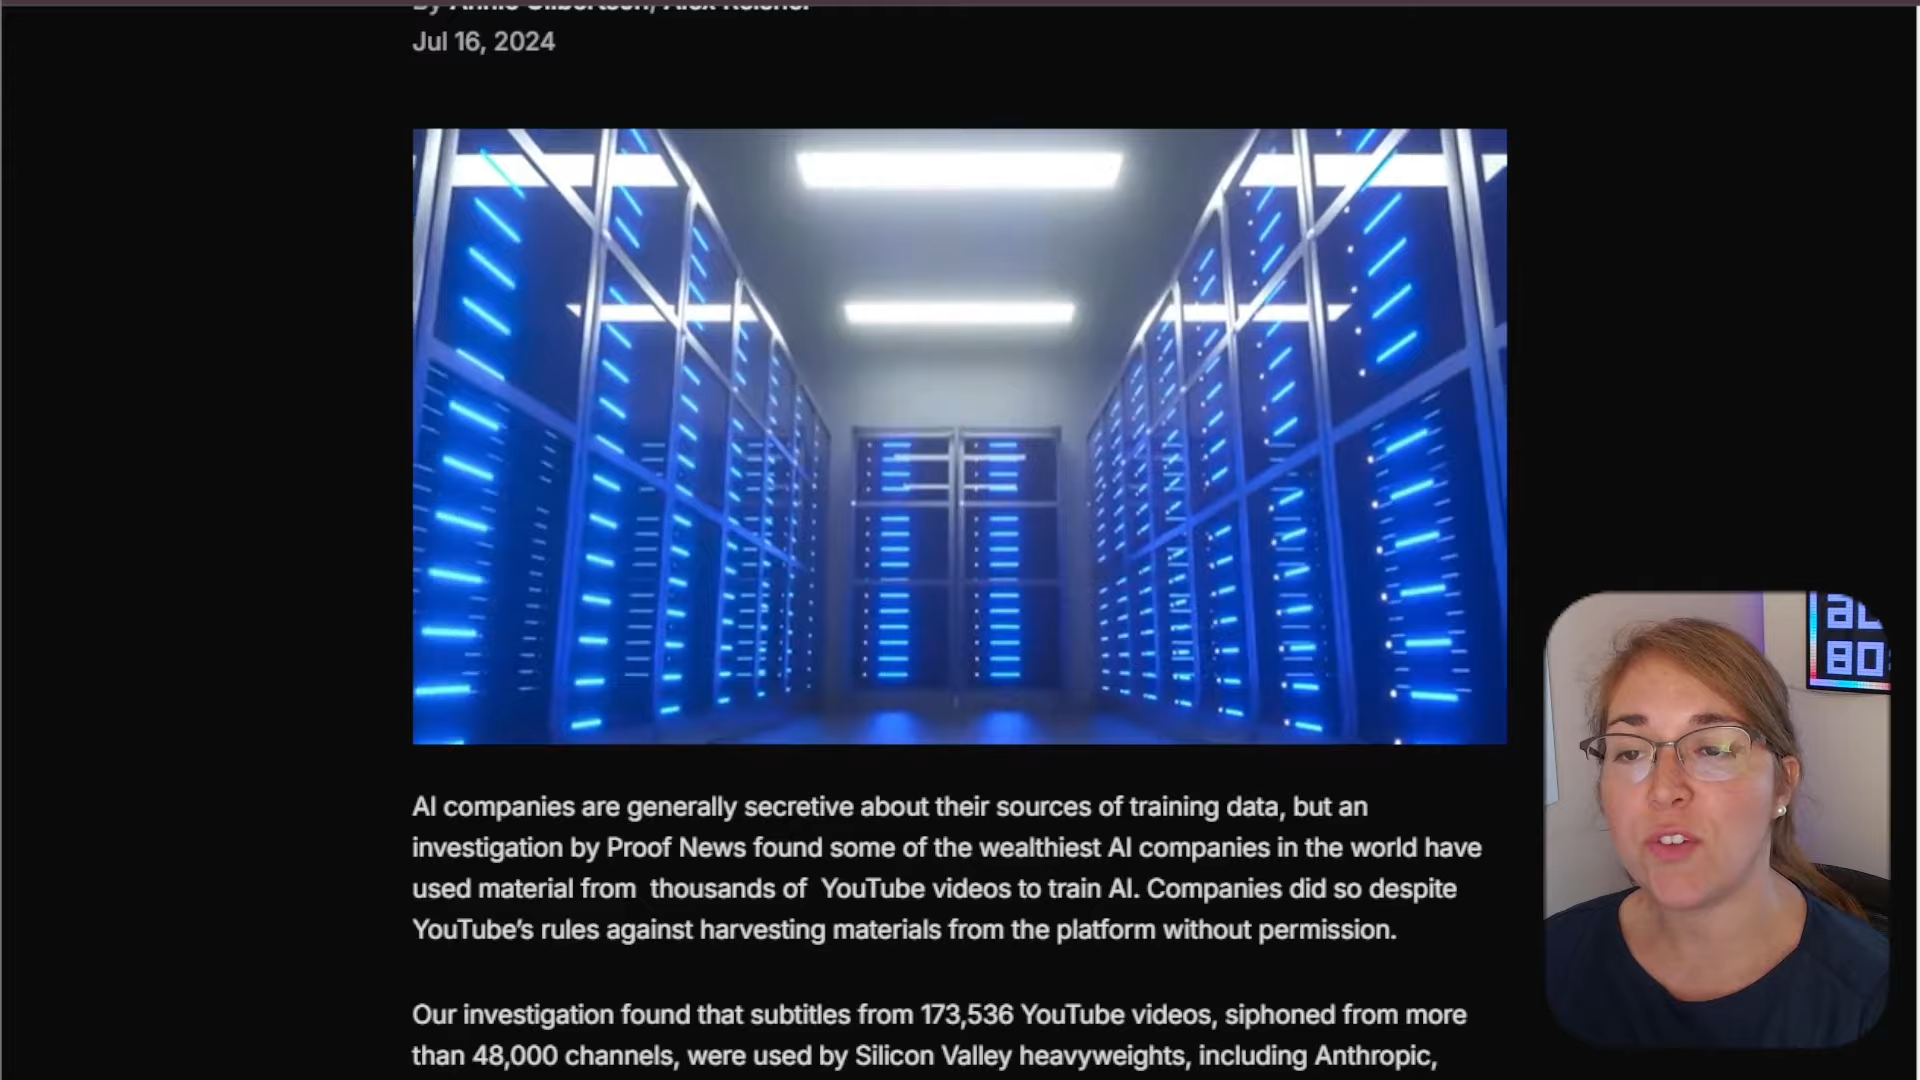 Jul 16, 2024
AI companies are generally secretive about their sources of training data, but an
investigation by Proof News found some of the wealthiest AI companies in the world have
used material from thousands of YouTube videos to train AI. Companies did so despite
YouTube’s rules against harvesting materials from the platform without permission.
Our investigation found that subtitles from 173,536 YouTube videos, siphoned from more
than 48,000 channels, were used by Silicon Valley heavyweights, including Anthropic,
80